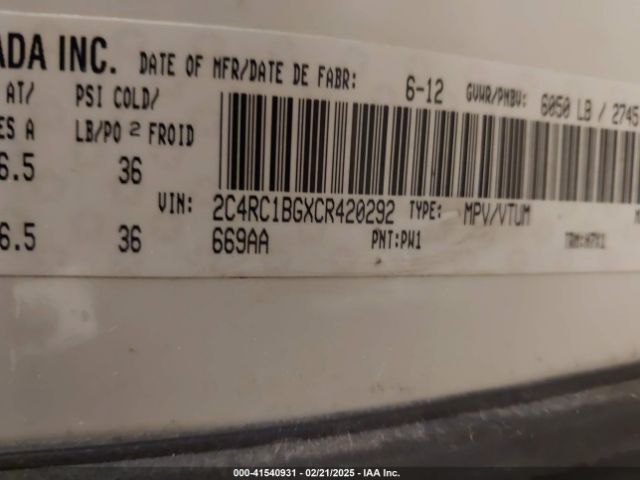 ADA INC. DATE OF MFR/DATE DE FABR: 6-12 GVWR/PNBV: 6050 LB / 2745
AT/ PSI COLD/
ES A LB/PO 2 FROID
6.5 36
VIN: 2C4RC1BGXCR420292 TYPE: MPV/VTUM
6.5 36 669AA PNT:PW1 TRM:
000-41540931 - 02/21/2025 - IAA Inc.